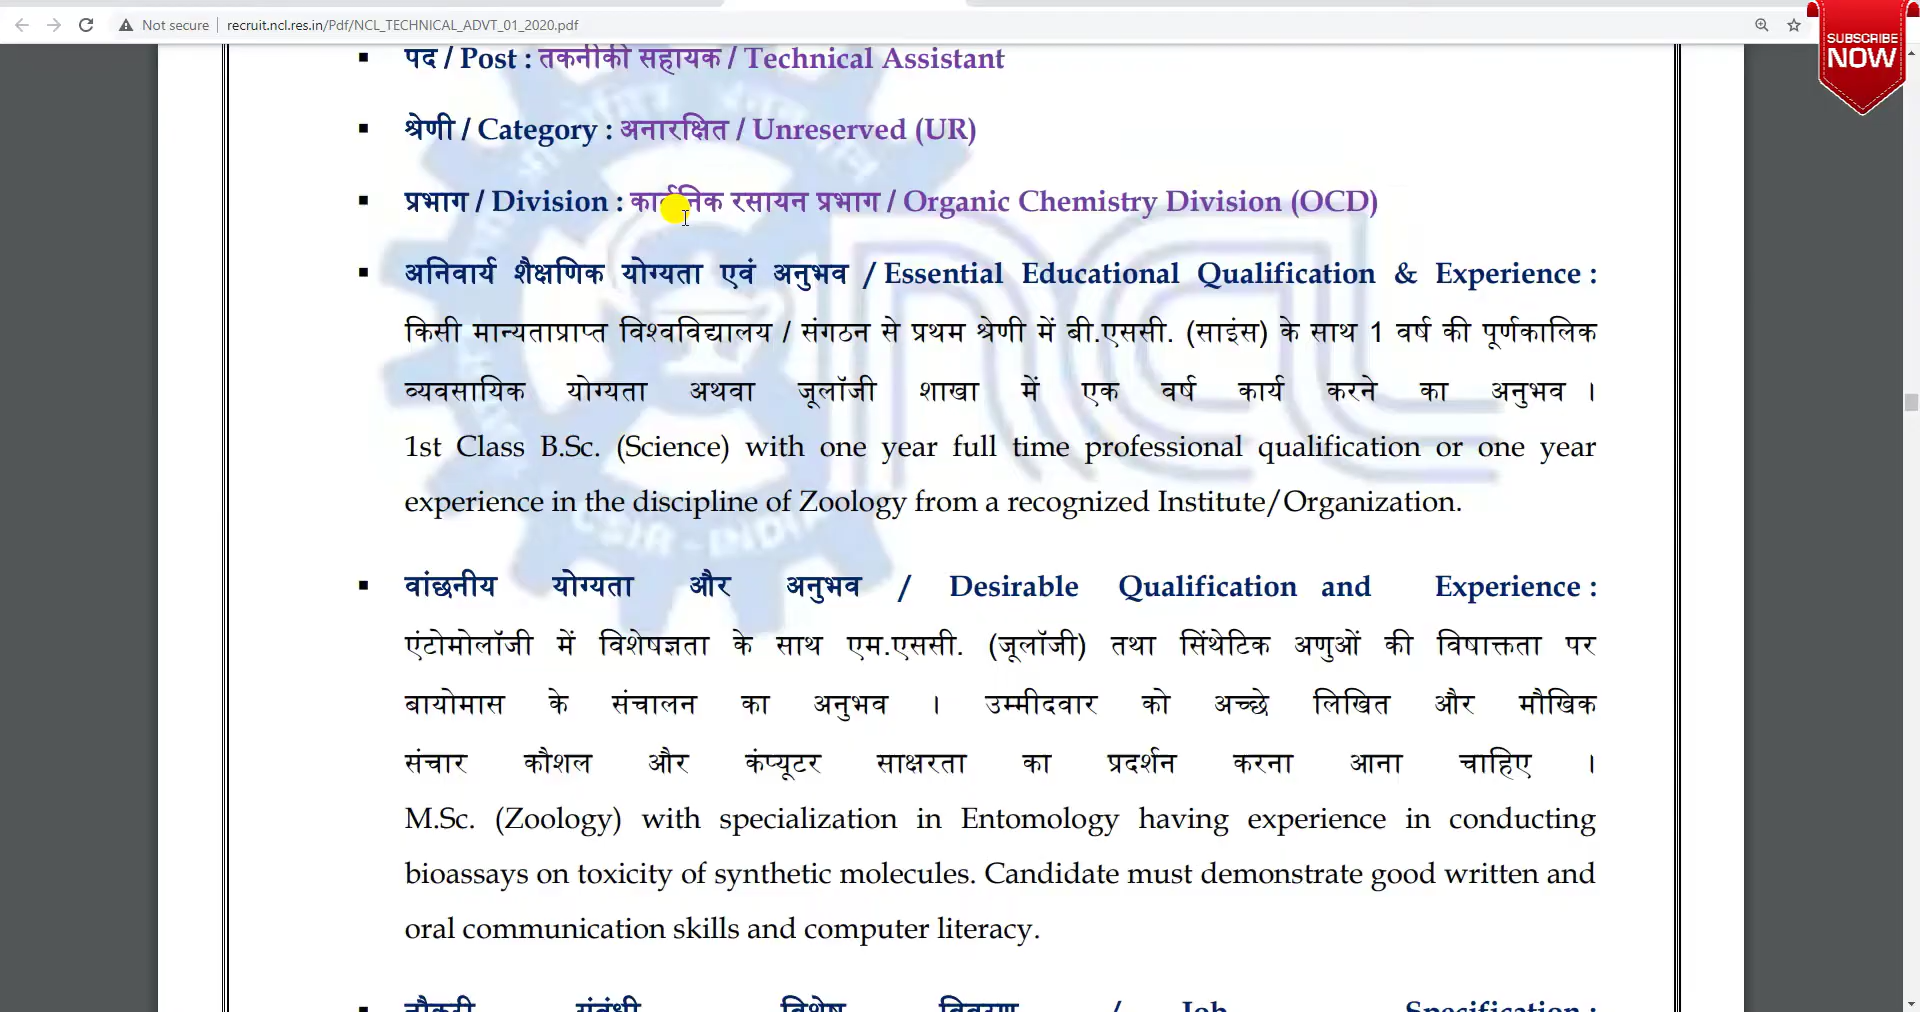 Not secure
recruit.ncl.res.in/Pdf/NCL_TECHNICAL_ADVT_01_2020.pdf
SUBSCRIBE
NOW
▪ पद / Post : तकनीकी सहायक / Technical Assistant
▪ श्रेणी / Category : अनारक्षित / Unreserved (UR)
▪ प्रभाग / Division : कार्बनिक रसायन प्रभाग / Organic Chemistry Division (OCD)
▪ अनिवार्य शैक्षणिक योग्यता एवं अनुभव / Essential Educational Qualification & Experience :
किसी मान्यताप्राप्त विश्वविद्यालय / संगठन से प्रथम श्रेणी में बी.एससी. (साइंस) के साथ 1 वर्ष की पूर्णकालिक
व्यवसायिक योग्यता अथवा जूलॉजी शाखा में एक वर्ष कार्य करने का अनुभव ।
1st Class B.Sc. (Science) with one year full time professional qualification or one year
experience in the discipline of Zoology from a recognized Institute/Organization.
CSIR - INDIA
ncl
▪ वांछनीय योग्यता और अनुभव / Desirable Qualification and Experience :
एंटोमोलॉजी में विशेषज्ञता के साथ एम.एससी. (जूलॉजी) तथा सिंथेटिक अणुओं की विषाक्तता पर
बायोमास के संचालन का अनुभव । उम्मीदवार को अच्छे लिखित और मौखिक
संचार कौशल और कंप्यूटर साक्षरता का प्रदर्शन करना आना चाहिए ।
M.Sc. (Zoology) with specialization in Entomology having experience in conducting
bioassays on toxicity of synthetic molecules. Candidate must demonstrate good written and
oral communication skills and computer literacy.
▪ नौकरी संबंधी विशेष विवरण / Job Specification :